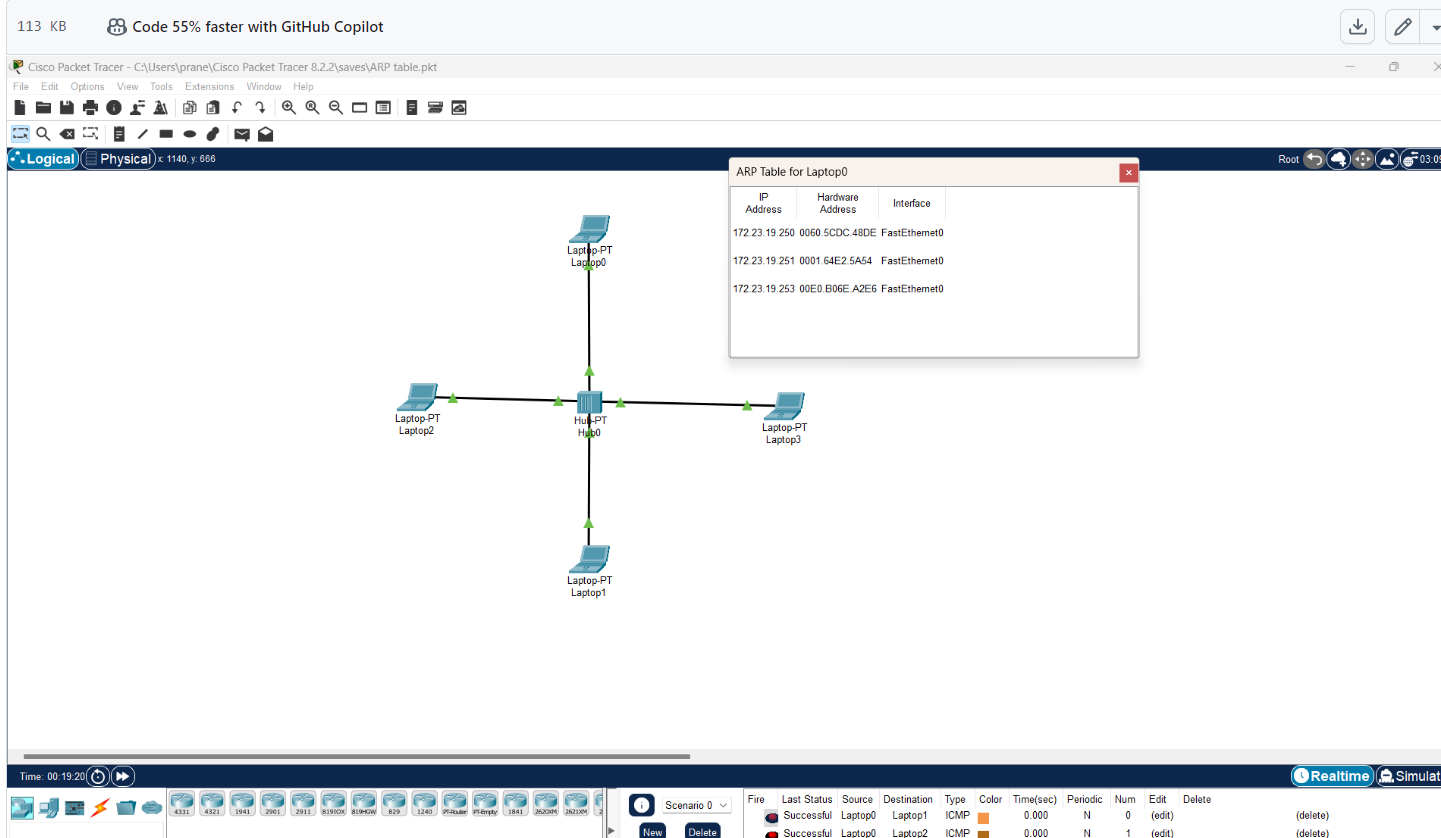 113 KB Code 55% faster with GitHub Copilot
Cisco Packet Tracer - C:\Users\prane\Cisco Packet Tracer 8.2.2\saves\ARP table.pkt
File Edit Options View Tools Extensions Window Help
Logical Physical x: 1140, y: 666 Root 03:09
ARP Table for Laptop0
IP Address Hardware Address Interface
172.23.19.250 0060.5CDC.48DE FastEthernet0
172.23.19.251 0001.64E2.5A54 FastEthernet0
172.23.19.253 00E0.B06E.A2E6 FastEthernet0
Laptop-PT
Laptop0
Laptop-PT
Laptop2
Hub-PT
Hub0
Laptop-PT
Laptop3
Laptop-PT
Laptop1
Time: 00:19:20 Realtime Simulat
4331 4321 1941 2901 2911 819IOX 819HGW 829 1240 PT-Router PT-Empty 1841 2620XM 2621XM 2
Scenario 0
New Delete
Fire Last Status Source Destination Type Color Time(sec) Periodic Num Edit Delete
Successful Laptop0 Laptop1 ICMP 0.000 N 0 (edit) (delete)
Successful Laptop0 Laptop2 ICMP 0.000 N 1 (edit) (delete)